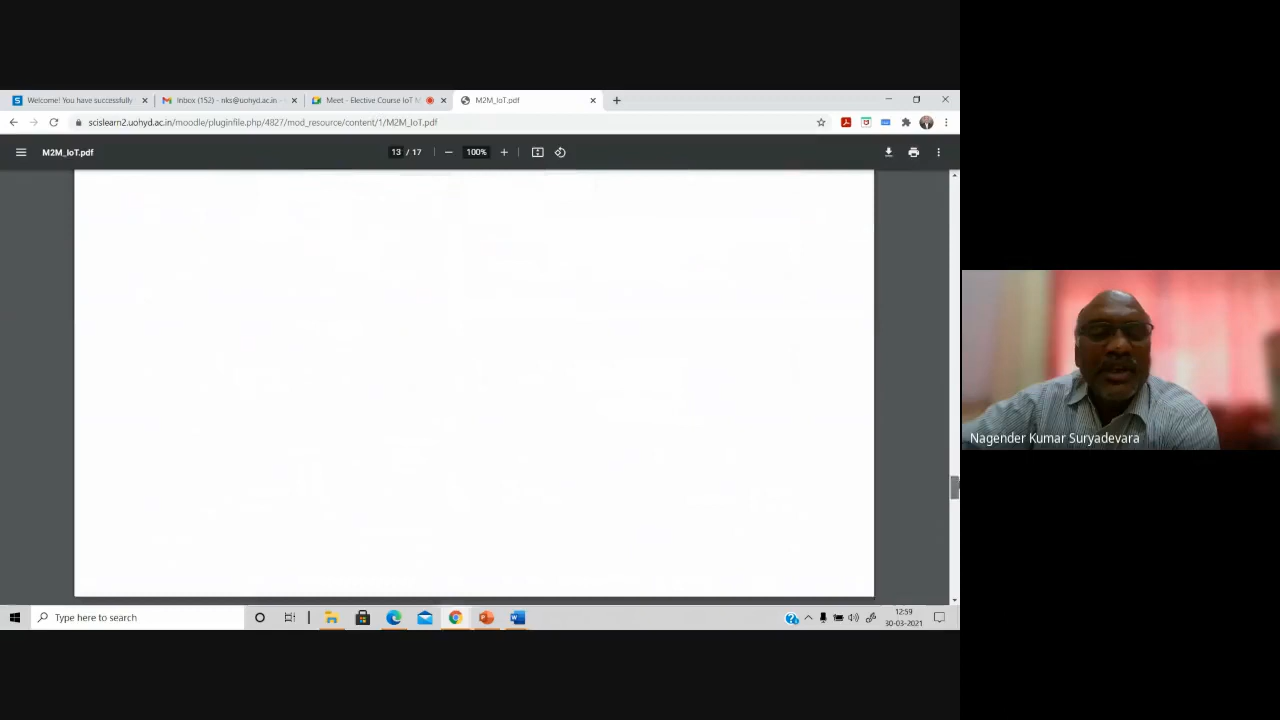 Welcome! You have successfully
Inbox (152) - nks@uohyd.ac.in -
Meet - Elective Course IoT M
M2M_IoT.pdf
scislearn2.uohyd.ac.in/moodle/pluginfile.php/4827/mod_resource/content/1/M2M_IoT.pdf
M2M_IoT.pdf
13 / 17
100%
Nagender Kumar Suryadevara
Type here to search
12:59
30-03-2021